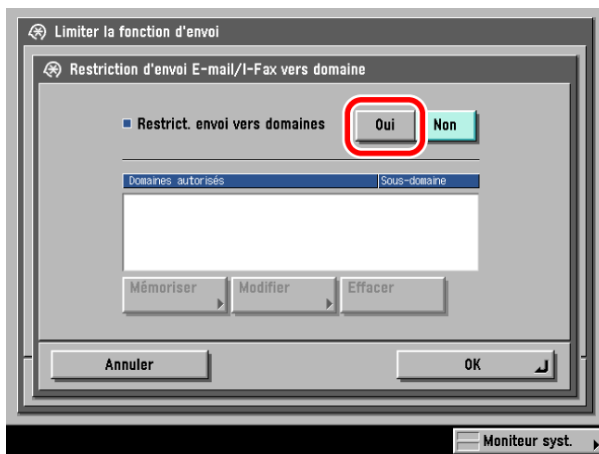 Limiter la fonction d'envoi
Restriction d'envoi E-mail/I-Fax vers domaine
Restrict. envoi vers domaines Oui Non
Domaines autorisés Sous-domaine
Mémoriser Modifier Effacer
Annuler OK
Moniteur syst.